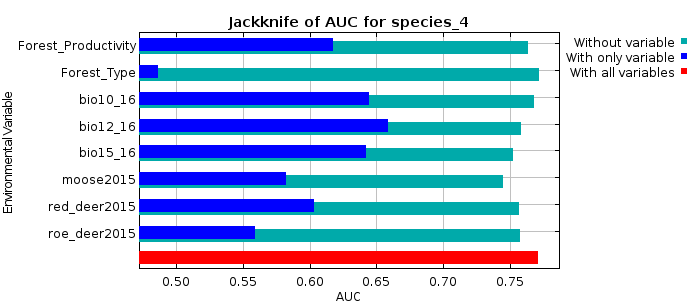 Jackknife of AUC for species_4
Environmental Variable
Forest_Productivity
Forest_Type
bio10_16
bio12_16
bio15_16
moose2015
red_deer2015
roe_deer2015
0.50 0.55 0.60 0.65 0.70 0.75
AUC
Without variable
With only variable
With all variables